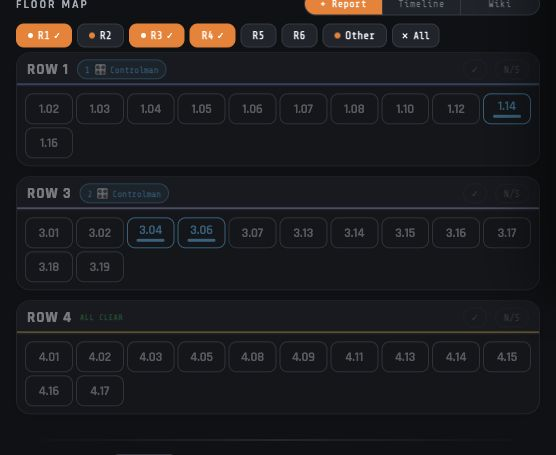 FLOOR MAP
+ Report Timeline Wiki
R1 ✓ R2 R3 ✓ R4 ✓ R5 R6 Other × All
ROW 1 1 Controlman ✓ N/S
1.02 1.03 1.04 1.05 1.06 1.07 1.08 1.10 1.12 1.14
1.16
ROW 3 2 Controlman ✓ N/S
3.01 3.02 3.04 3.06 3.07 3.13 3.14 3.15 3.16 3.17
3.18 3.19
ROW 4 ALL CLEAR ✓ N/S
4.01 4.02 4.03 4.05 4.08 4.09 4.11 4.13 4.14 4.15
4.16 4.17